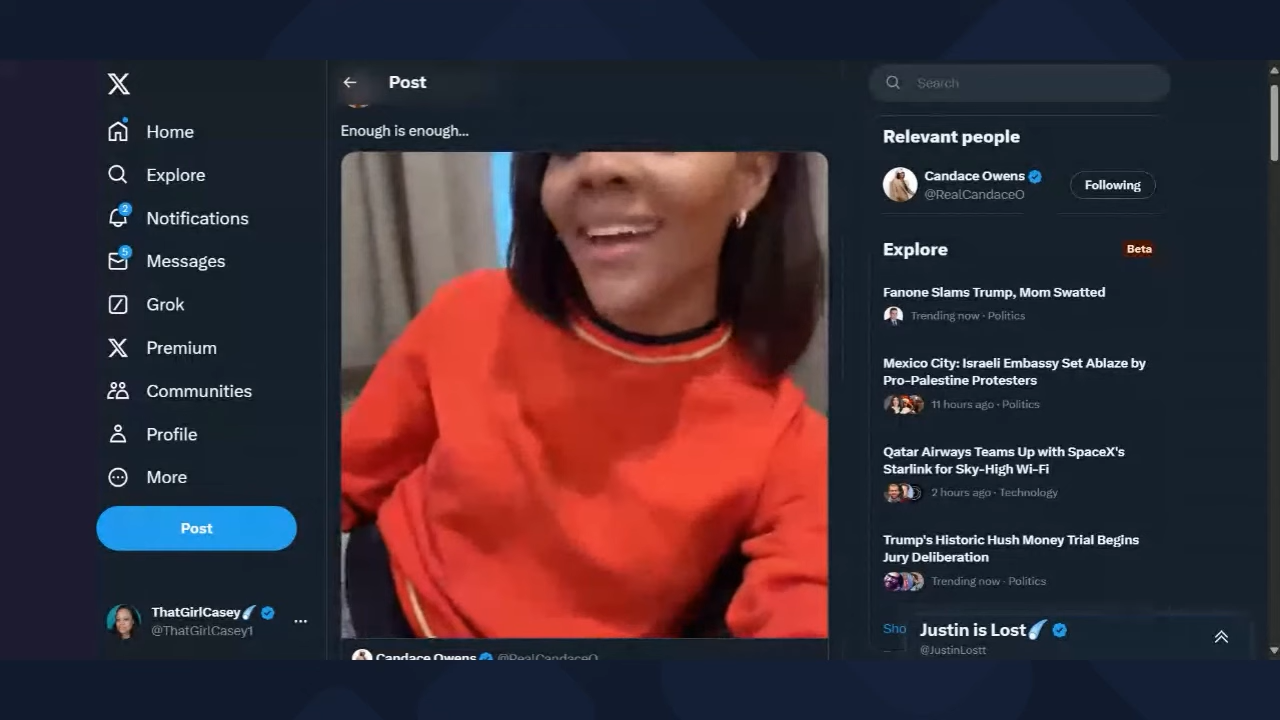 Post
Search
Home
Explore
2
Notifications
5
Messages
Grok
Premium
Communities
Profile
More
Post
ThatGirlCasey
@ThatGirlCasey1
Enough is enough...
Candace Owens @RealCandaceO
Relevant people
Candace Owens
@RealCandaceO
Following
Explore
Beta
Fanone Slams Trump, Mom Swatted
Trending now · Politics
Mexico City: Israeli Embassy Set Ablaze by
Pro-Palestine Protesters
11 hours ago · Politics
Qatar Airways Teams Up with SpaceX's
Starlink for Sky-High Wi-Fi
2 hours ago · Technology
Trump's Historic Hush Money Trial Begins
Jury Deliberation
Trending now · Politics
Sho
Justin is Lost
@JustinLostt